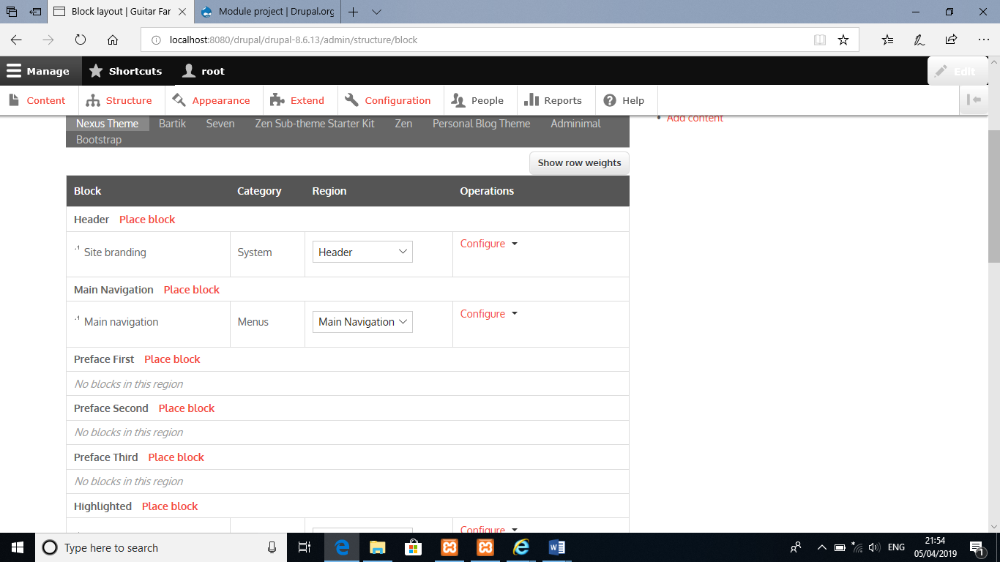 Block layout | Guitar Far
Module project | Drupal.org
localhost:8080/drupal/drupal-8.6.13/admin/structure/block
Manage Shortcuts root Edit
Content Structure Appearance Extend Configuration People Reports Help
Nexus Theme Bartik Seven Zen Sub-theme Starter Kit Zen Personal Blog Theme Adminimal
Bootstrap
Add content
Show row weights
Block Category Region Operations
Header Place block
Site branding System Header Configure
Main Navigation Place block
Main navigation Menus Main Navigation Configure
Preface First Place block
No blocks in this region
Preface Second Place block
No blocks in this region
Preface Third Place block
No blocks in this region
Highlighted Place block
Configure
Type here to search
ENG
21:54
05/04/2019
1